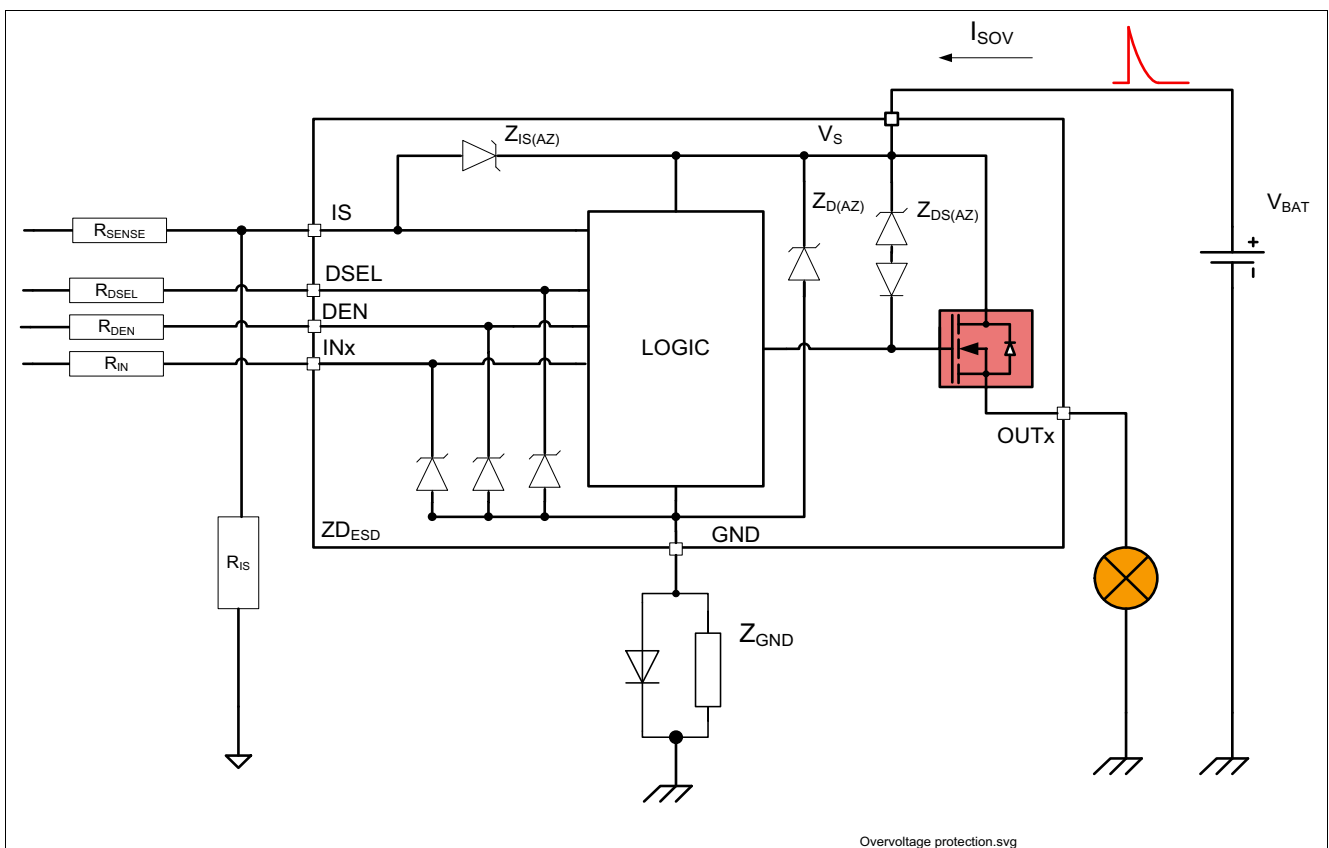 I_SOV
Z_IS(AZ)
V_S
IS
R_SENSE
Z_D(AZ)
Z_DS(AZ)
V_BAT
+
-
DSEL
R_DSEL
DEN
R_DEN
INx
R_IN
LOGIC
OUTx
ZD_ESD
GND
R_IS
Z_GND
Overvoltage protection.svg